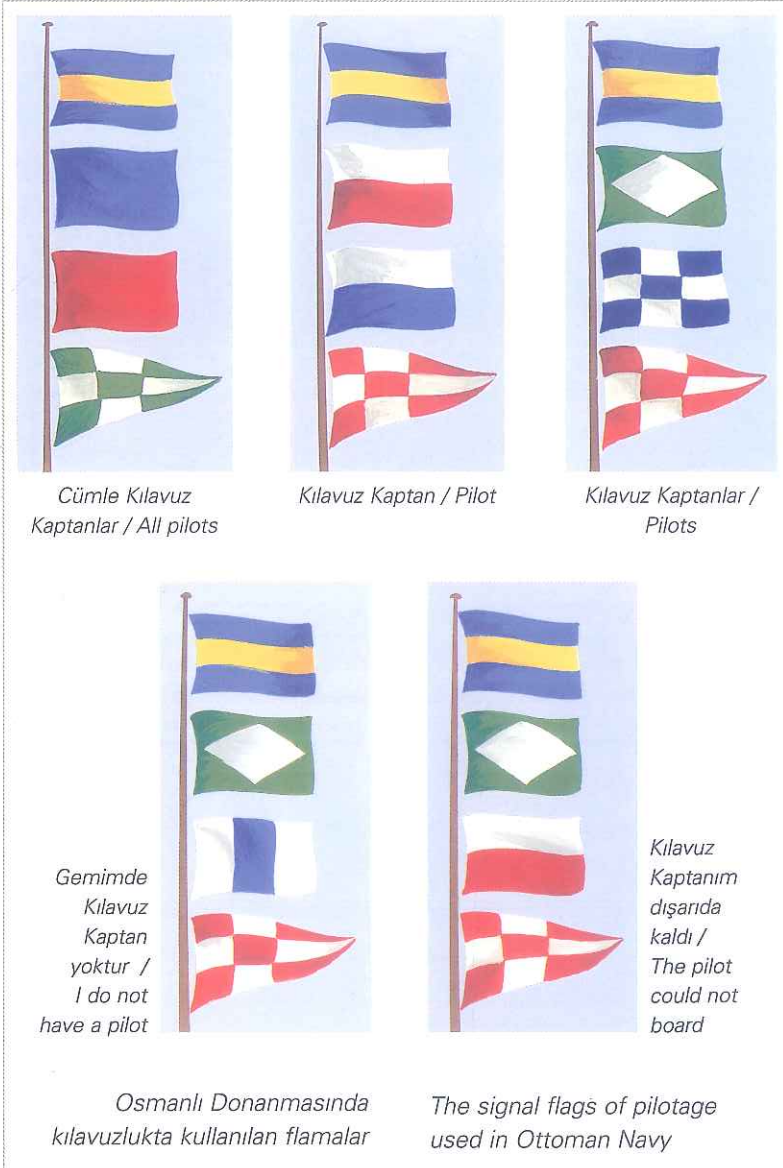 Cümle Kılavuz
Kaptanlar / All pilots
Kılavuz Kaptan / Pilot
Kılavuz Kaptanlar /
Pilots
Gemimde
Kılavuz
Kaptan
yoktur /
I do not
have a pilot
Kılavuz
Kaptanım
dışarıda
kaldı /
The pilot
could not
board
Osmanlı Donanmasında
kılavuzlukta kullanılan flamalar
The signal flags of pilotage
used in Ottoman Navy